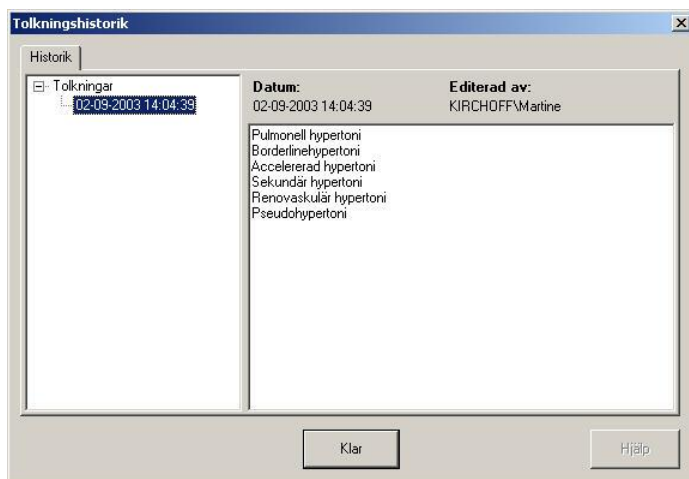 Tolkningshistorik
Historik
Tolkningar
02-09-2003 14:04:39
Datum:
02-09-2003 14:04:39
Editerad av:
KIRCHOFF\Martine
Pulmonell hypertoni
Borderlinehypertoni
Accelererad hypertoni
Sekundär hypertoni
Renovaskulär hypertoni
Pseudohypertoni
Klar
Hjälp